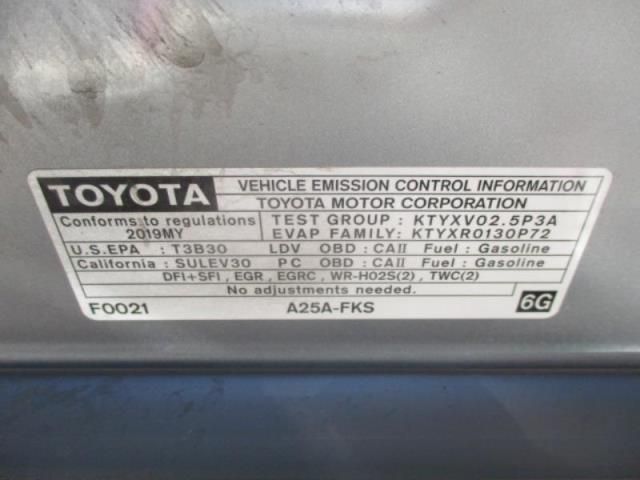 TOYOTA VEHICLE EMISSION CONTROL INFORMATION
TOYOTA MOTOR CORPORATION
Conforms to regulations TEST GROUP : KTYXV02.5P3A
2019MY EVAP FAMILY: KTYXR0130P72
U.S.EPA : T3B30 LDV OBD : CAII Fuel : Gasoline
California : SULEV30 PC OBD : CAII Fuel : Gasoline
DFI+SFI , EGR , EGRC , WR-HO2S(2) , TWC(2)
No adjustments needed.
F0021 A25A-FKS 6G